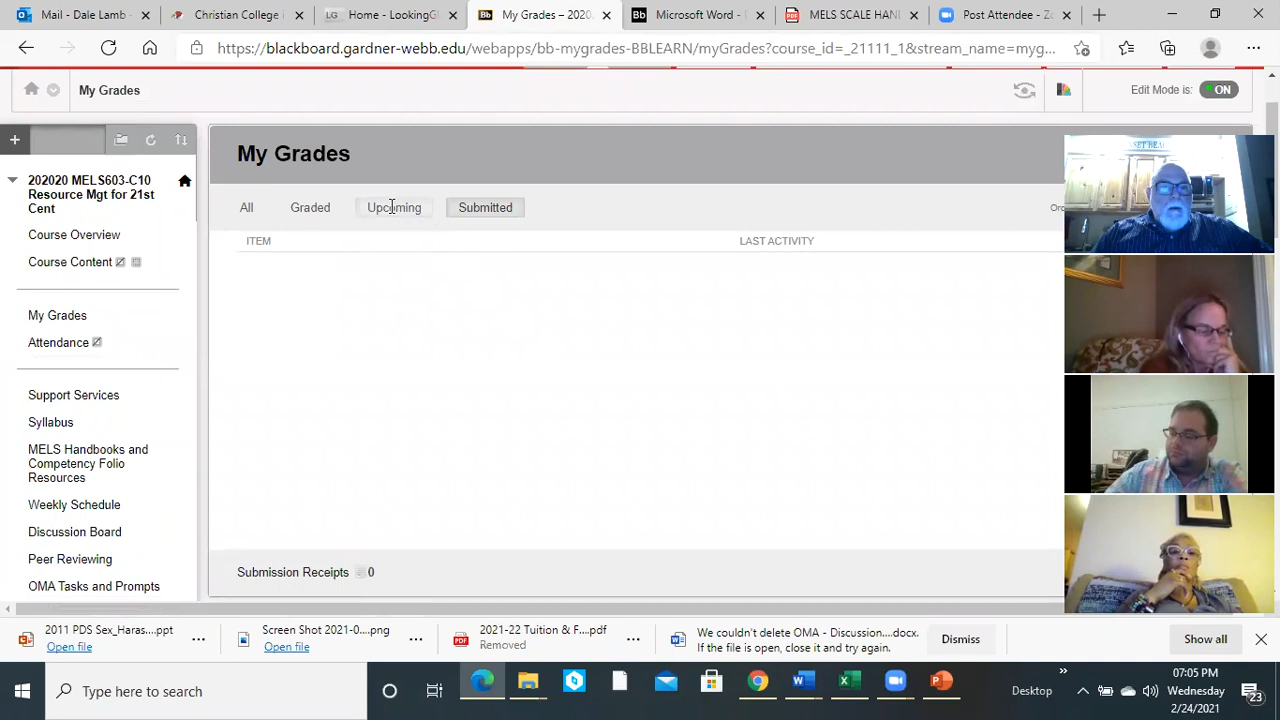 Mail - Dale Lamb -
Christian College i
Home - LookingGl
My Grades – 2020
Microsoft Word - E
MELS SCALE HAN
Post Attendee - Zo
https://blackboard.gardner-webb.edu/webapps/bb-mygrades-BBLEARN/myGrades?course_id=_21111_1&stream_name=myg...
My Grades
Edit Mode is: ON
202020 MELS603-C10
Resource Mgt for 21st
Cent
Course Overview
Course Content
My Grades
Attendance
Support Services
Syllabus
MELS Handbooks and
Competency Folio
Resources
Weekly Schedule
Discussion Board
Peer Reviewing
OMA Tasks and Prompts
My Grades
All Graded Upcoming Submitted
ITEM LAST ACTIVITY
Submission Receipts 0
2011 PDS Sex_Haras....ppt
Open file
Screen Shot 2021-0....png
Open file
2021-22 Tuition & F....pdf
Removed
We couldn't delete OMA - Discussion....docx.
If the file is open, close it and try again.
Dismiss
Show all
Type here to search
Desktop
07:05 PM
Wednesday
2/24/2021
23